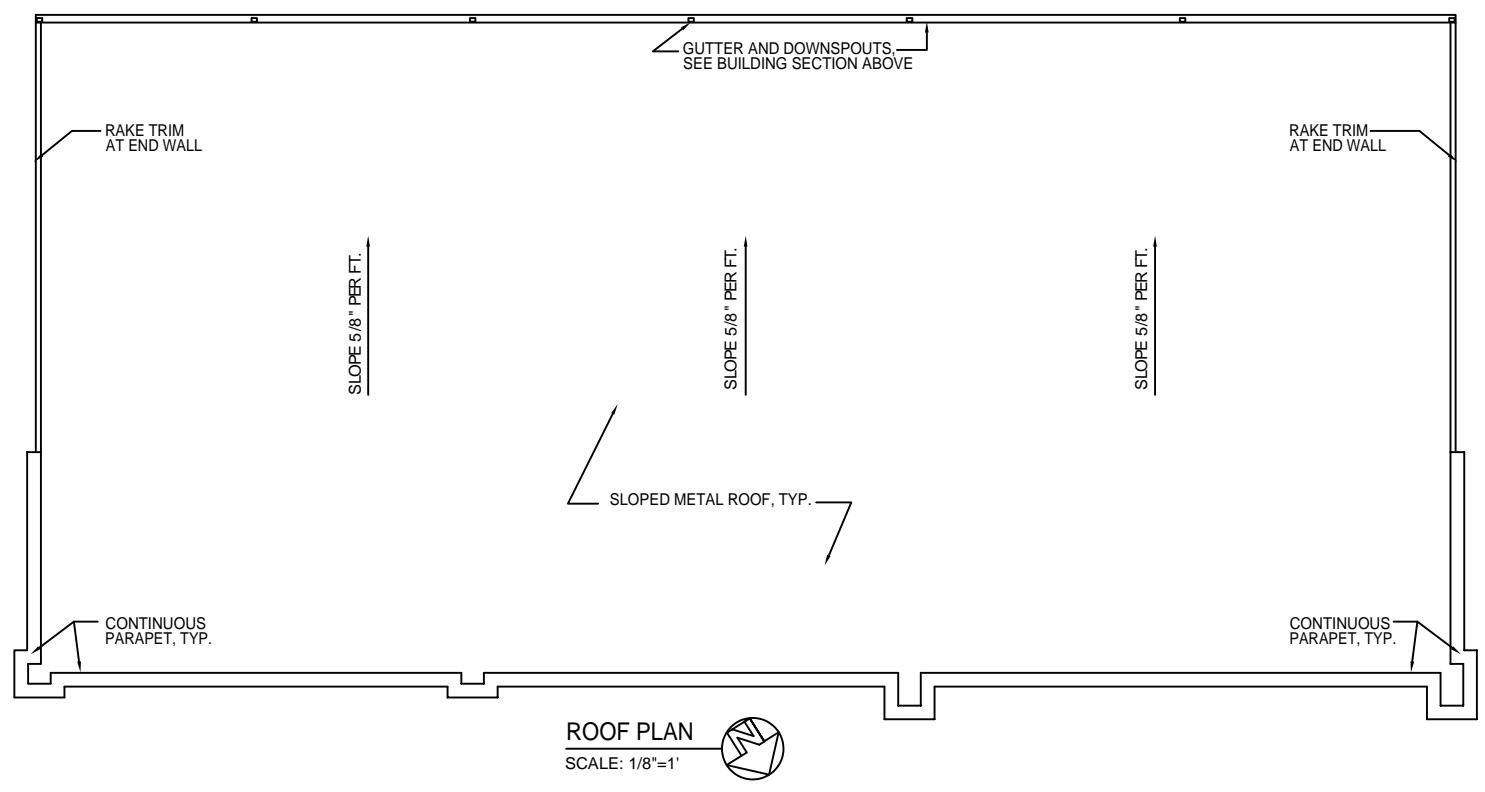 GUTTER AND DOWNSPOUTS,
SEE BUILDING SECTION ABOVE
RAKE TRIM
AT END WALL
RAKE TRIM
AT END WALL
SLOPE 5/8" PER FT.
SLOPE 5/8" PER FT.
SLOPE 5/8" PER FT.
SLOPED METAL ROOF, TYP.
CONTINUOUS
PARAPET, TYP.
CONTINUOUS
PARAPET, TYP.
ROOF PLAN
SCALE: 1/8"=1'
N